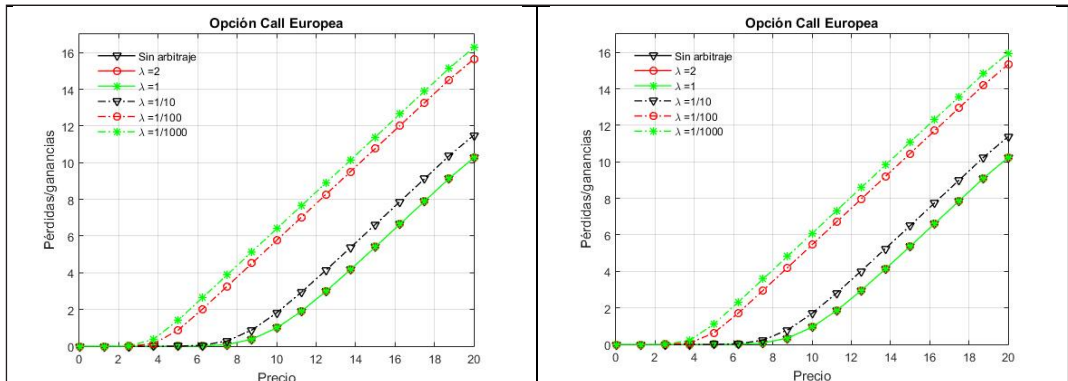 Opción Call Europea
Pérdidas/ganancias
16
14
12
10
8
6
4
2
0
Sin arbitraje
λ =2
λ =1
λ =1/10
λ =1/100
λ =1/1000
0 2 4 6 8 10 12 14 16 18 20
Precio
Opción Call Europea
Pérdidas/ganancias
16
14
12
10
8
6
4
2
0
Sin arbitraje
λ =2
λ =1
λ =1/10
λ =1/100
λ =1/1000
0 2 4 6 8 10 12 14 16 18 20
Precio